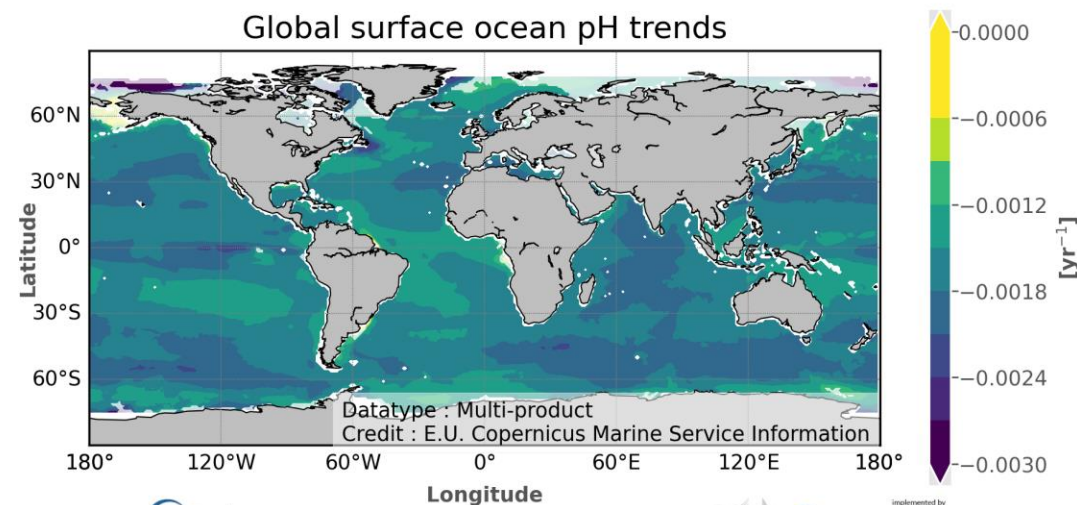 Global surface ocean pH trends
0.0000
−0.0006
−0.0012
−0.0018
−0.0024
−0.0030
[yr⁻¹]
60°N
30°N
0°
30°S
60°S
Latitude
Datatype : Multi-product
Credit : E.U. Copernicus Marine Service Information
180°
120°W
60°W
0°
60°E
120°E
180°
Longitude
implemented by